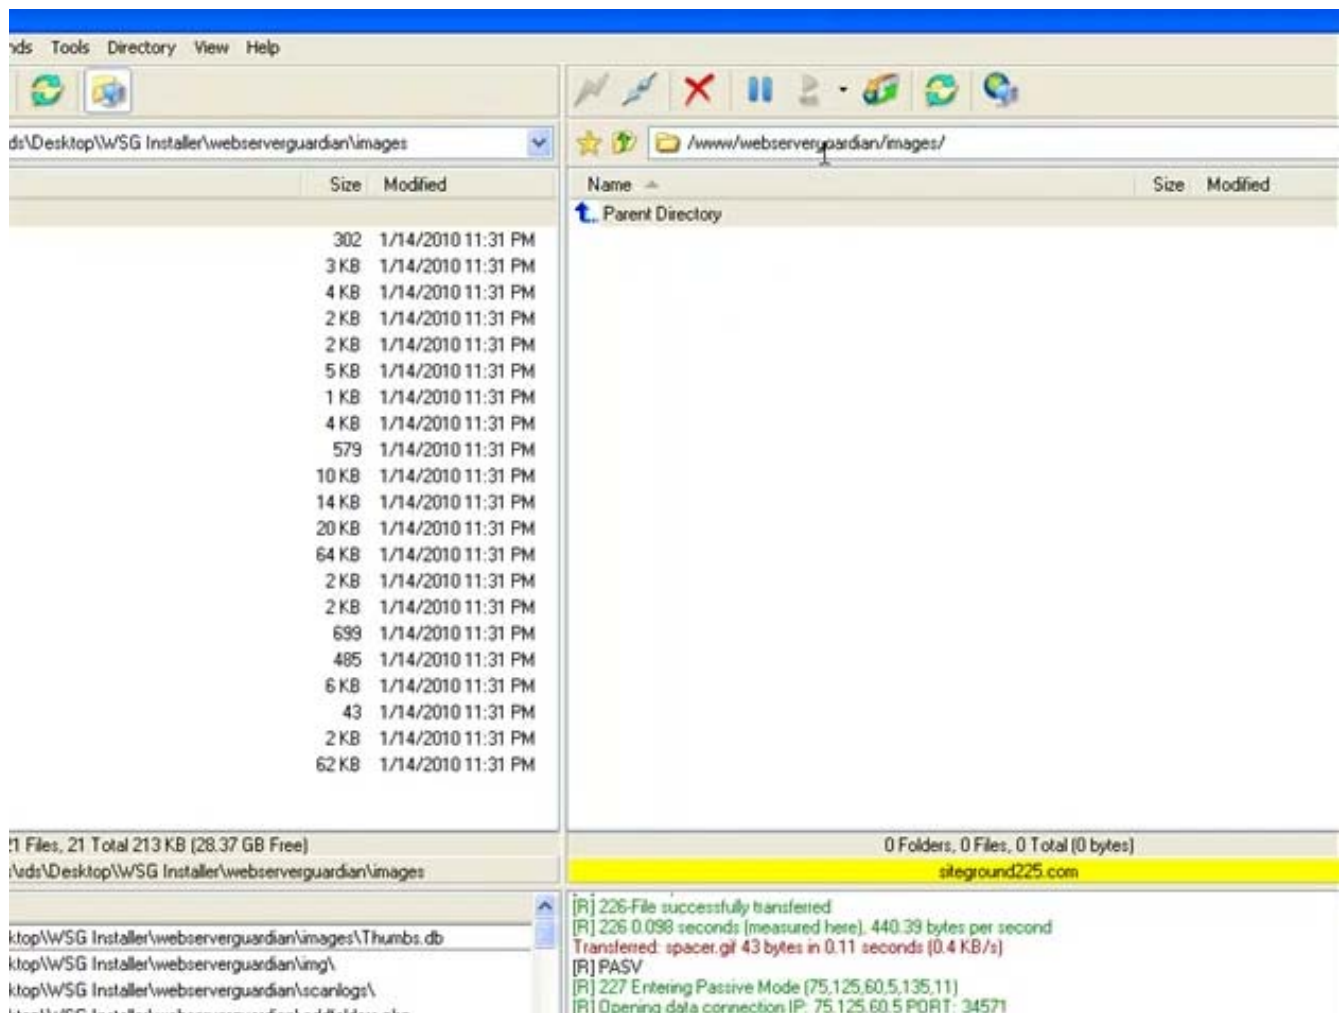 nds Tools Directory View Help
ds\Desktop\WSG Installer\webserverguardian\images
/www/webserverguardian/images/
Size Modified
Name Size Modified
Parent Directory
302 1/14/2010 11:31 PM
3 KB 1/14/2010 11:31 PM
4 KB 1/14/2010 11:31 PM
2 KB 1/14/2010 11:31 PM
2 KB 1/14/2010 11:31 PM
5 KB 1/14/2010 11:31 PM
1 KB 1/14/2010 11:31 PM
4 KB 1/14/2010 11:31 PM
579 1/14/2010 11:31 PM
10 KB 1/14/2010 11:31 PM
14 KB 1/14/2010 11:31 PM
20 KB 1/14/2010 11:31 PM
64 KB 1/14/2010 11:31 PM
2 KB 1/14/2010 11:31 PM
2 KB 1/14/2010 11:31 PM
699 1/14/2010 11:31 PM
485 1/14/2010 11:31 PM
6 KB 1/14/2010 11:31 PM
43 1/14/2010 11:31 PM
2 KB 1/14/2010 11:31 PM
62 KB 1/14/2010 11:31 PM
21 Files, 21 Total 213 KB (28.37 GB Free)
\rds\Desktop\WSG Installer\webserverguardian\images
0 Folders, 0 Files, 0 Total (0 bytes)
siteground225.com
ktop\WSG Installer\webserverguardian\images\Thumbs.db
ktop\WSG Installer\webserverguardian\img\
ktop\WSG Installer\webserverguardian\scanlogs\
[R] 226-File successfully transferred
[R] 226 0.098 seconds (measured here), 440.39 bytes per second
Transferred: spacer.gif 43 bytes in 0.11 seconds (0.4 KB/s)
[R] PASV
[R] 227 Entering Passive Mode (75,125,60,5,135,11)
[R] Opening data connection IP: 75.125.60.5 PORT: 34571